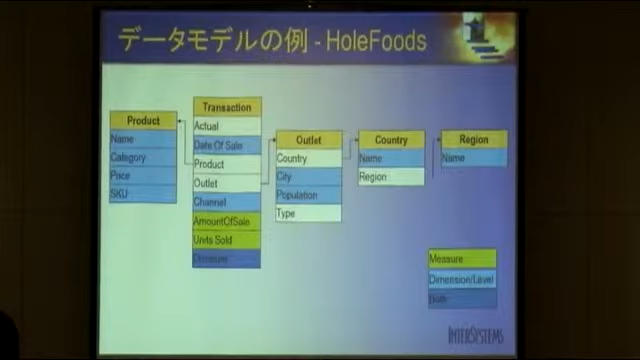 データモデルの例 - HoleFoods
Product
Name
Category
Price
SKU
Transaction
Actual
Date Of Sale
Product
Outlet
Channel
AmountOfSale
Units Sold
Discount
Outlet
Country
City
Population
Type
Country
Name
Region
Region
Name
Measure
Dimension/Level
Both
INTERSYSTEMS